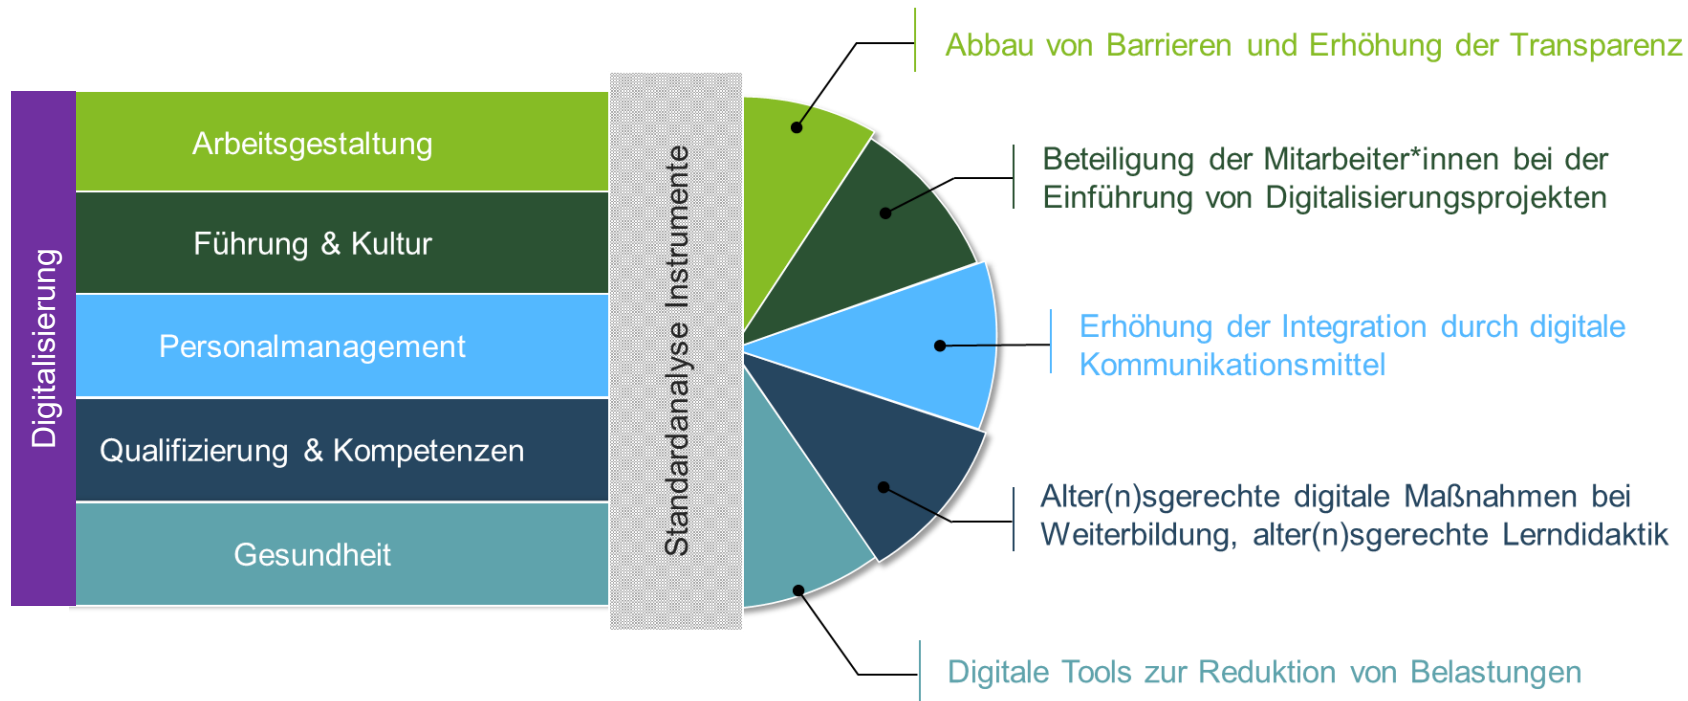 Digitalisierung
Arbeitsgestaltung
Führung & Kultur
Personalmanagement
Qualifizierung & Kompetenzen
Gesundheit
Standardanalyse Instrumente
Abbau von Barrieren und Erhöhung der Transparenz
Beteiligung der Mitarbeiter*innen bei der
Einführung von Digitalisierungsprojekten
Erhöhung der Integration durch digitale
Kommunikationsmittel
Alter(n)sgerechte digitale Maßnahmen bei
Weiterbildung, alter(n)sgerechte Lerndidaktik
Digitale Tools zur Reduktion von Belastungen